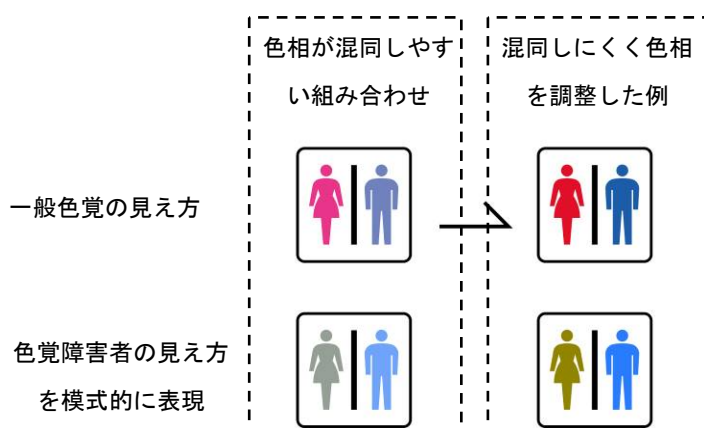 色相が混同しやす
い組み合わせ
混同しにくく色相
を調整した例
一般色覚の見え方
色覚障害者の見え方
を模式的に表現